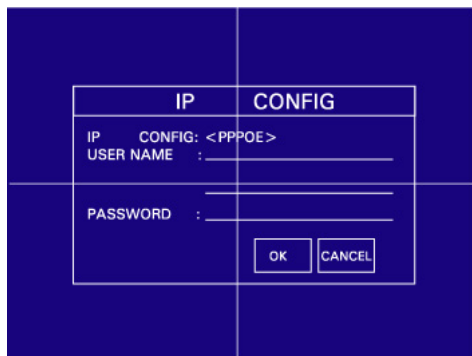 IP CONFIG
IP CONFIG: <PPPOE>
USER NAME :
PASSWORD :
OK CANCEL